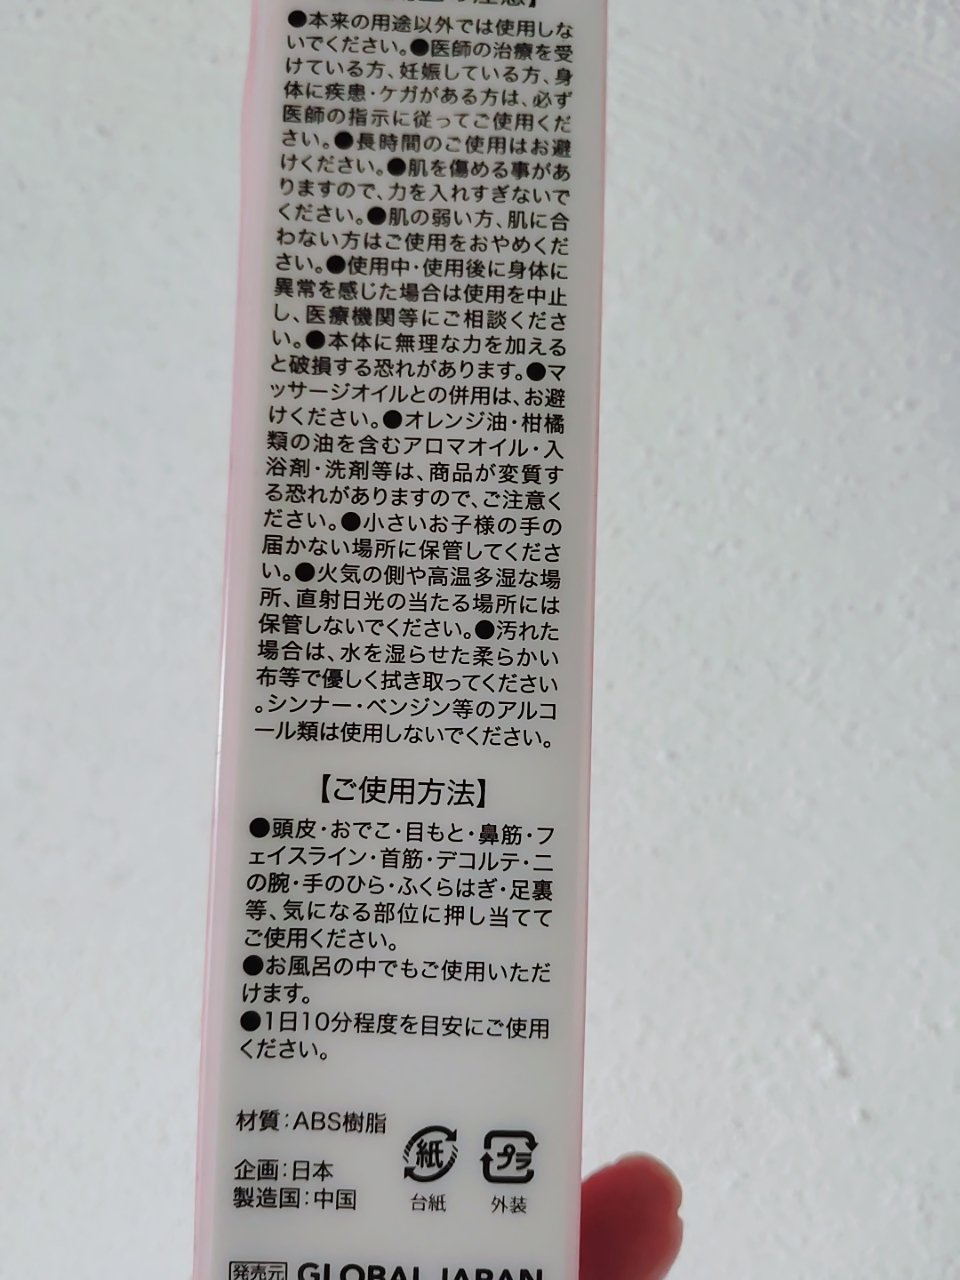 ●本来の用途以外では使用しな
いでください。●医師の治療を受
けている方、妊娠している方、身
体に疾患・ケガがある方は、必ず
医師の指示に従ってご使用くだ
さい。●長時間のご使用はお避
けください。●肌を傷める事があ
りますので、力を入れすぎないで
ください。●肌の弱い方、肌に合
わない方はご使用をおやめくだ
さい。●使用中・使用後に身体に
異常を感じた場合は使用を中止
し、医療機関等にご相談くださ
い。●本体に無理な力を加える
と破損する恐れがあります。●マ
ッサージオイルとの併用は、お避
けください。●オレンジ油・柑橘
類の油を含むアロマオイル・入
浴剤・洗剤等は、商品が変質す
る恐れがありますので、ご注意く
ださい。●小さいお子様の手の
届かない場所に保管してくださ
い。●火気の側や高温多湿な場
所、直射日光の当たる場所には
保管しないでください。●汚れた
場合は、水を湿らせた柔らかい
布等で優しく拭き取ってください
。シンナー・ベンジン等のアルコ
ール類は使用しないでください。
【ご使用方法】
●頭皮・おでこ・目もと・鼻筋・フ
ェイスライン・首筋・デコルテ・二
の腕・手のひら・ふくらはぎ・足裏
等、気になる部位に押し当てて
ご使用ください。
●お風呂の中でもご使用いただ
けます。
●1日10分程度を目安にご使用
ください。
材質：ABS樹脂
企画：日本
製造国：中国
紙
台紙
プラ
外装
発売元 GLOBAL JAPAN